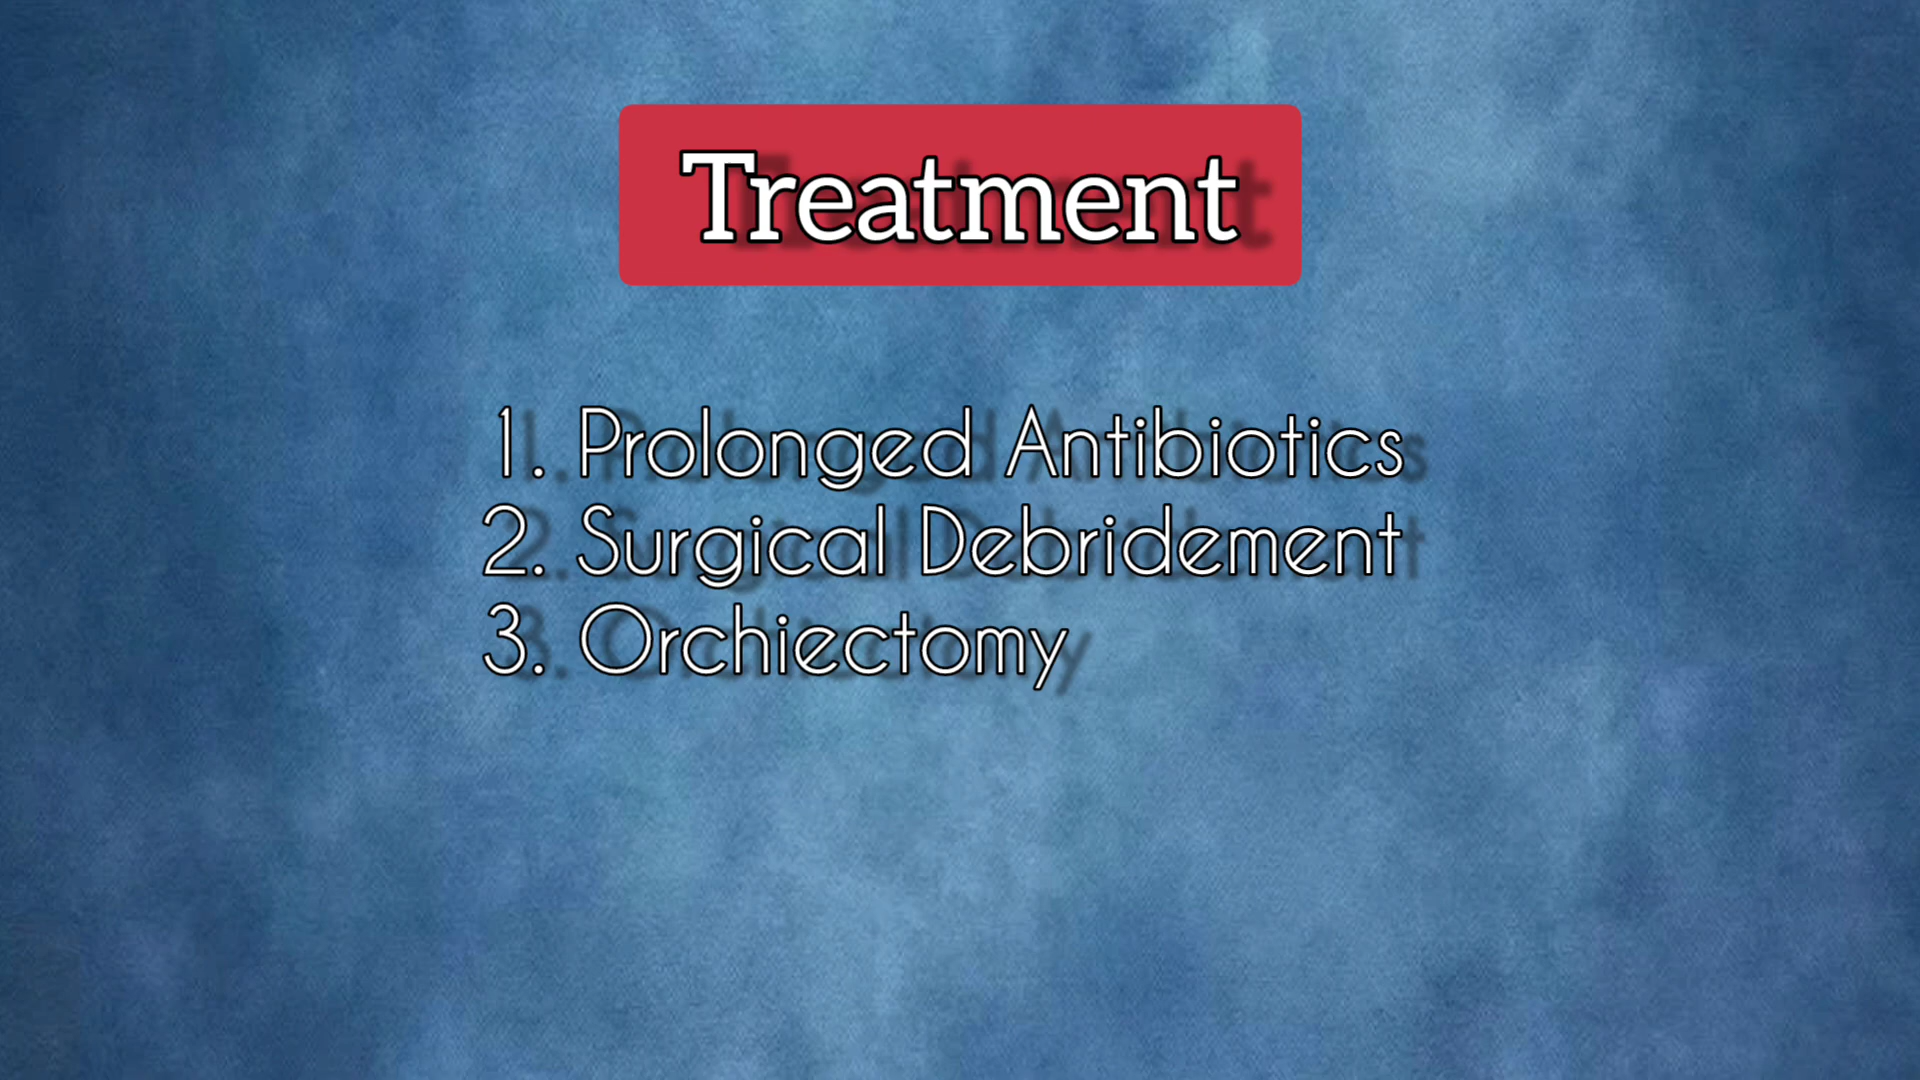 Treatment
1. Prolonged Antibiotics
2. Surgical Debridement
3. Orchiectomy